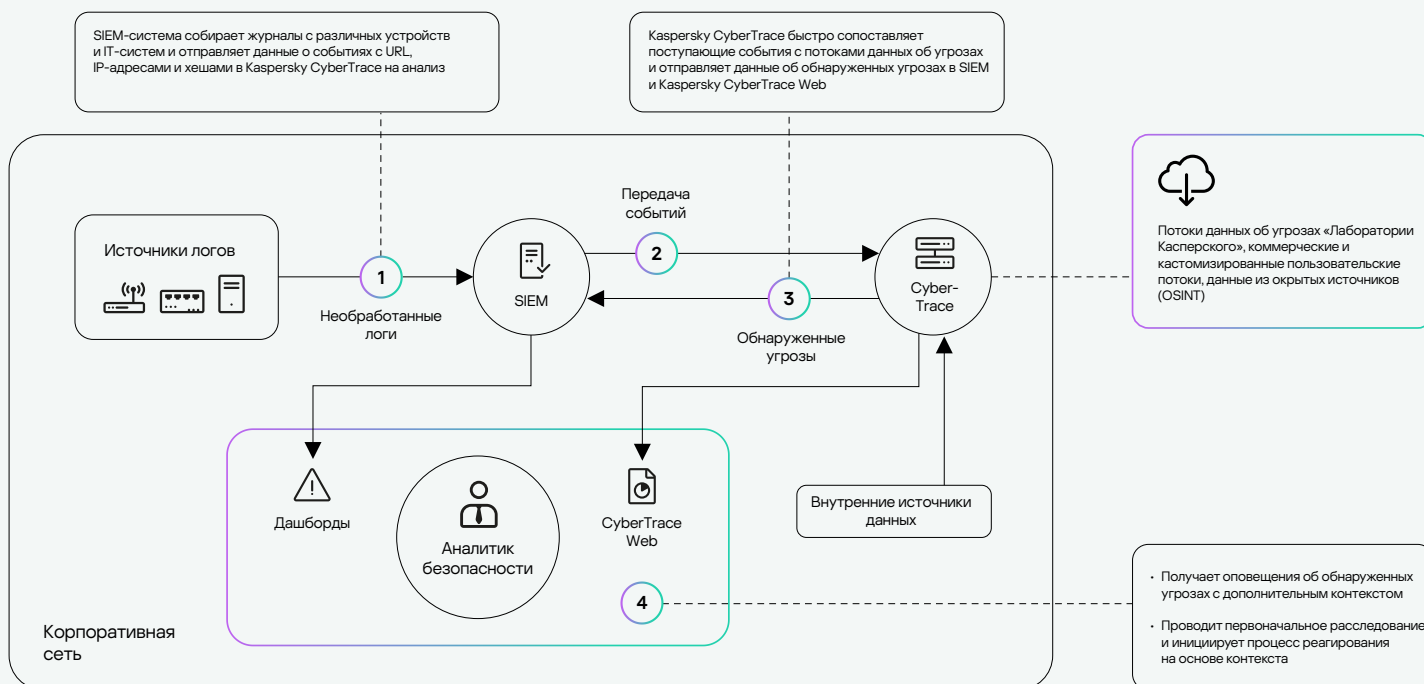 SIEM-система собирает журналы с различных устройств
и IT-систем и отправляет данные о событиях с URL,
IP-адресами и хешами в Kaspersky CyberTrace на анализ
Kaspersky CyberTrace быстро сопоставляет
поступающие события с потоками данных об угрозах
и отправляет данные об обнаруженных угрозах в SIEM
и Kaspersky CyberTrace Web
Источники логов
1
Необработанные
логи
SIEM
Передача
событий
2
3
Обнаруженные
угрозы
Cyber-
Trace
Потоки данных об угрозах «Лаборатории
Касперского», коммерческие и
кастомизированные пользовательские
потоки, данные из окрытых источников
(OSINT)
Дашборды
Аналитик
безопасности
CyberTrace
Web
4
Внутренние источники
данных
• Получает оповещения об обнаруженных
угрозах с дополнительным контекстом
• Проводит первоначальное расследование
и инициирует процесс реагирования
на основе контекста
Корпоративная
сеть